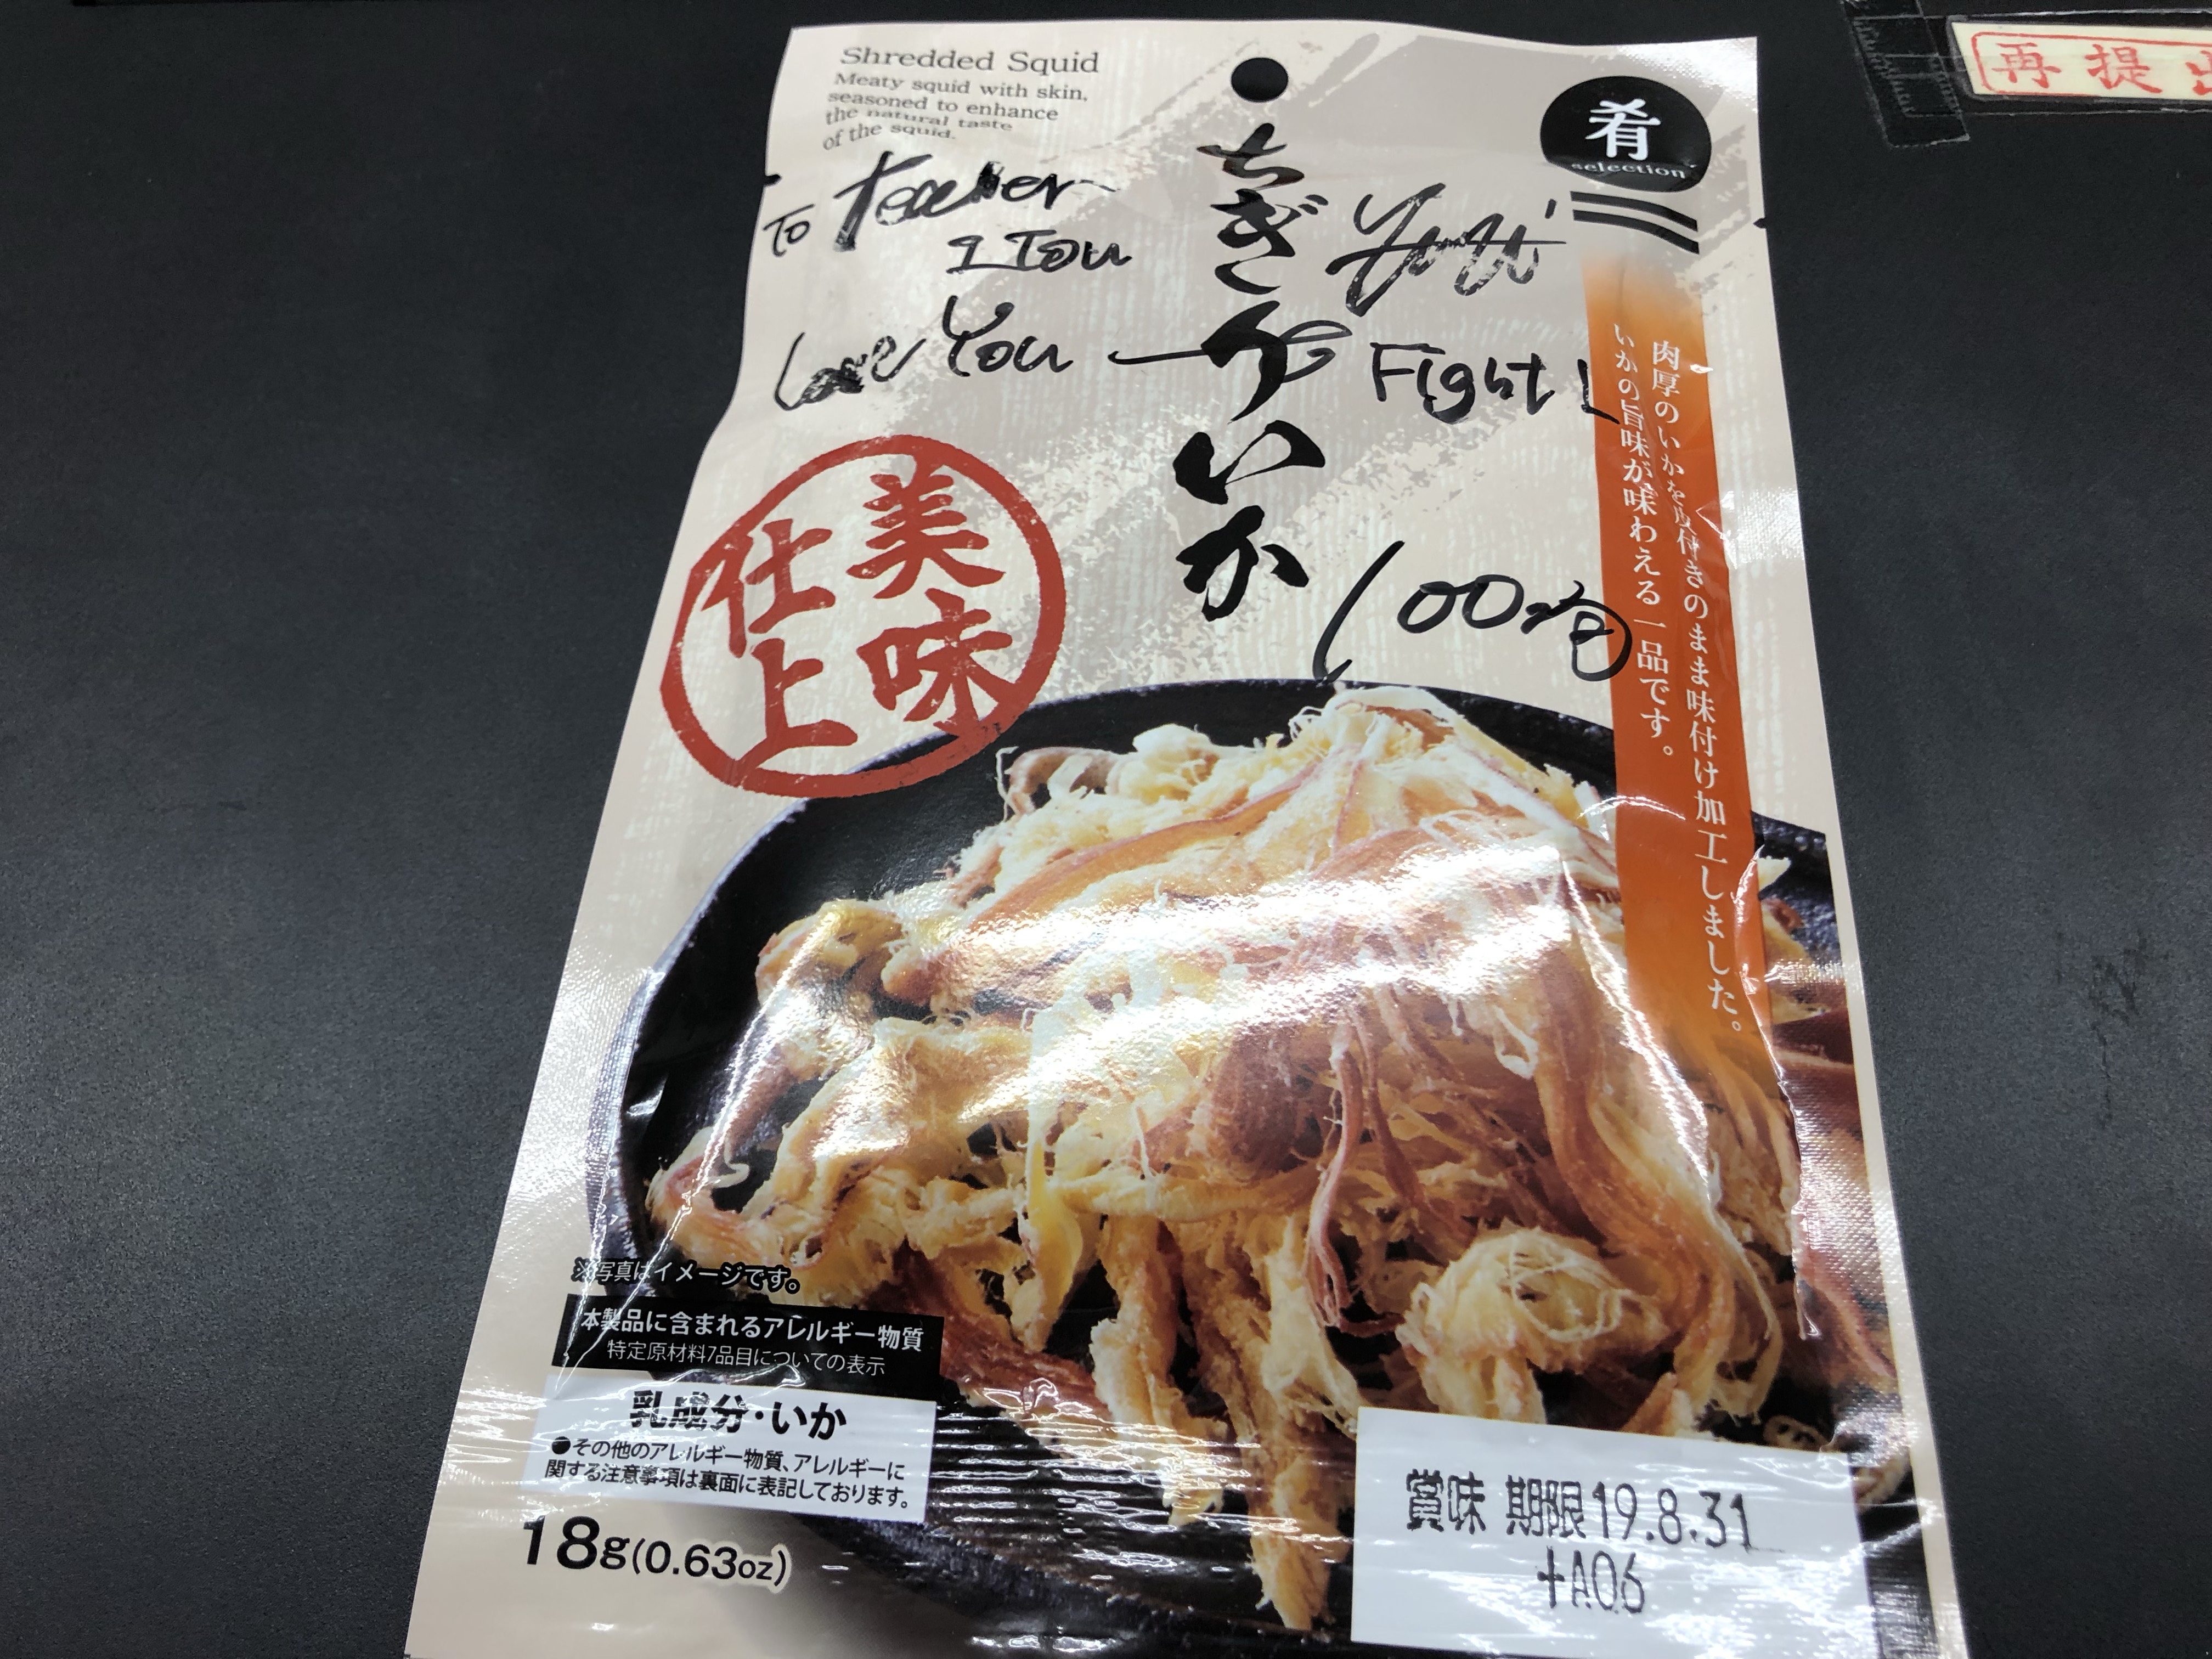 Shredded Squid
Meaty squid with skin,
seasoned to enhance
the natural taste
of the squid.
肴
selection
再提
ちぎりいか
To Teacher
I Tou
Love You
Fight!
100
美味
仕上
肉厚のいかを皮付きのまま味付け加工しました。
いかの旨味が味わえる一品です。
※写真はイメージです。
本製品に含まれるアレルギー物質
特定原材料7品目についての表示
乳成分・いか
●その他のアレルギー物質、アレルギーに
関する注意事項は裏面に表記しております。
18g(0.63oz)
賞味期限19.8.31
+A06